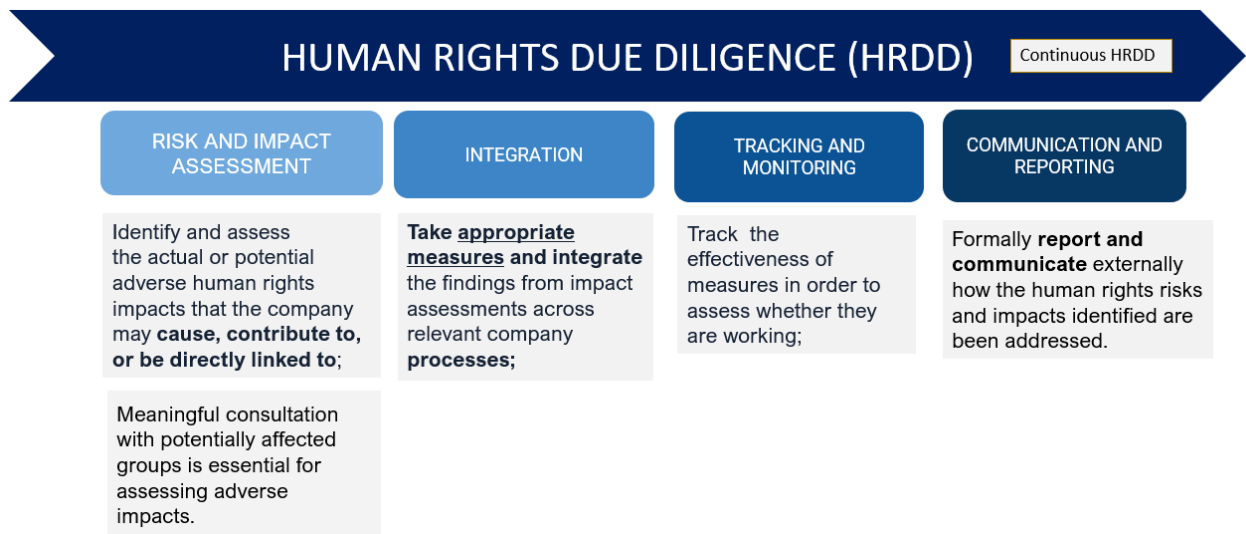 HUMAN RIGHTS DUE DILIGENCE (HRDD)
Continuous HRDD
RISK AND IMPACT
ASSESSMENT
Identify and assess
the actual or potential
adverse human rights
impacts that the company
may cause, contribute to,
or be directly linked to;
Meaningful consultation
with potentially affected
groups is essential for
assessing adverse
impacts.
INTEGRATION
Take appropriate
measures and integrate
the findings from impact
assessments across
relevant company
processes;
TRACKING AND
MONITORING
Track the
effectiveness of
measures in order to
assess whether they
are working;
COMMUNICATION AND
REPORTING
Formally report and
communicate externally
how the human rights risks
and impacts identified are
been addressed.